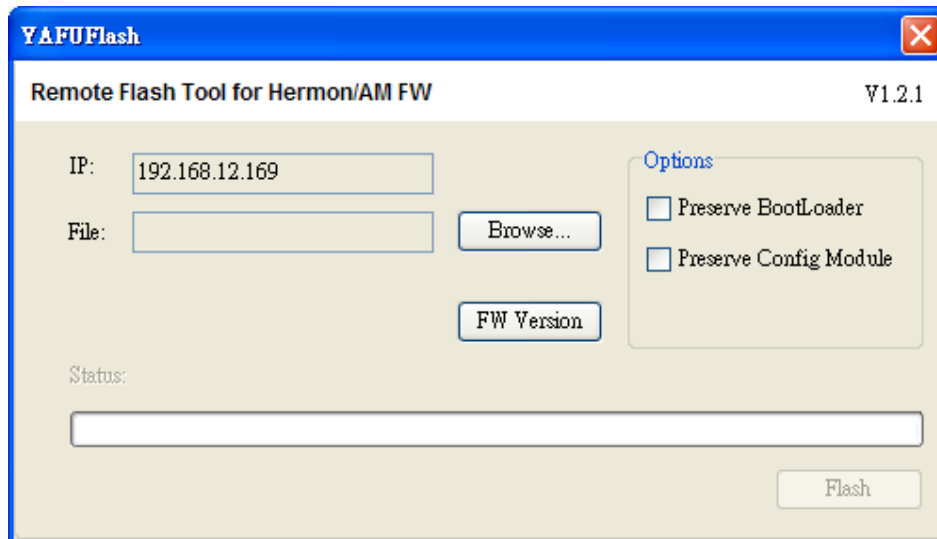 YAFUFlash
Remote Flash Tool for Hermon/AM FW V1.2.1
IP: 192.168.12.169
File: Browse...
FW Version
Options
Preserve BootLoader
Preserve Config Module
Status:
Flash